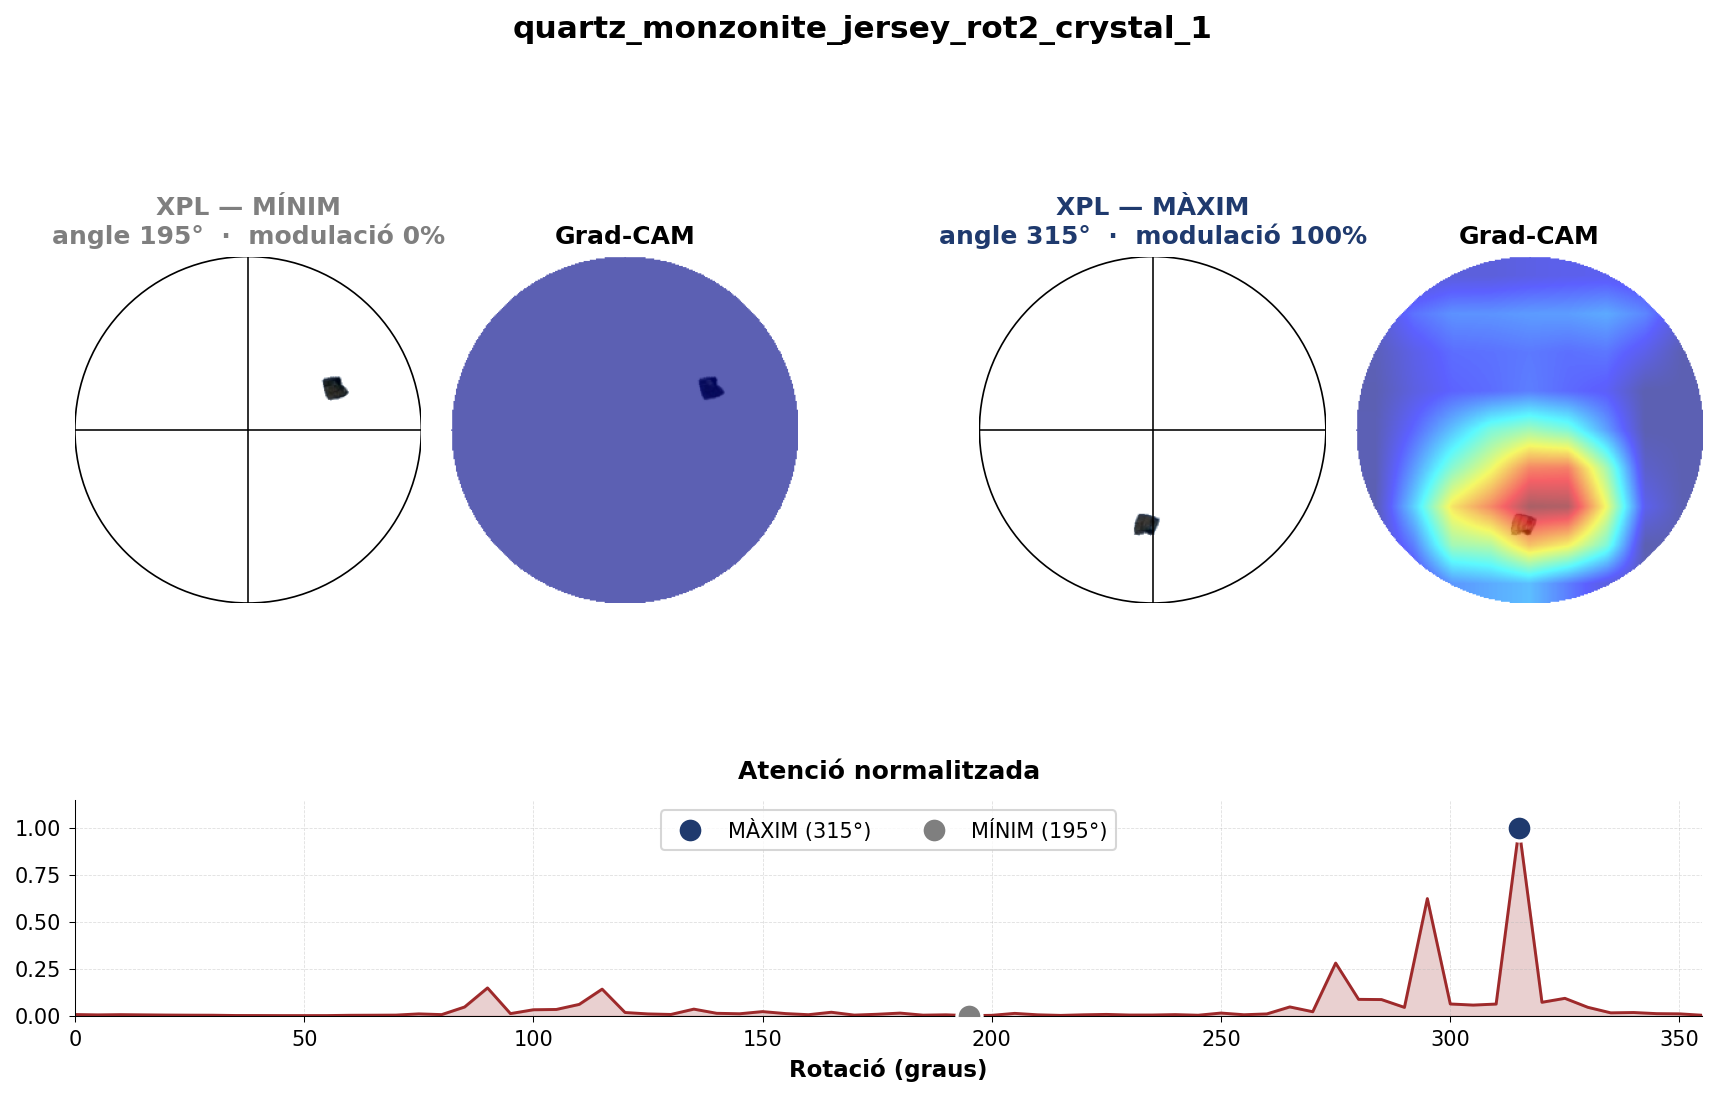 quartz_monzonite_jersey_rot2_crystal_1
XPL — MÍNIM
angle 195° · modulació 0%
Grad-CAM
XPL — MÀXIM
angle 315° · modulació 100%
Grad-CAM
Atenció normalitzada
MÀXIM (315°)
MÍNIM (195°)
1.00
0.75
0.50
0.25
0.00
0 50 100 150 200 250 300 350
Rotació (graus)